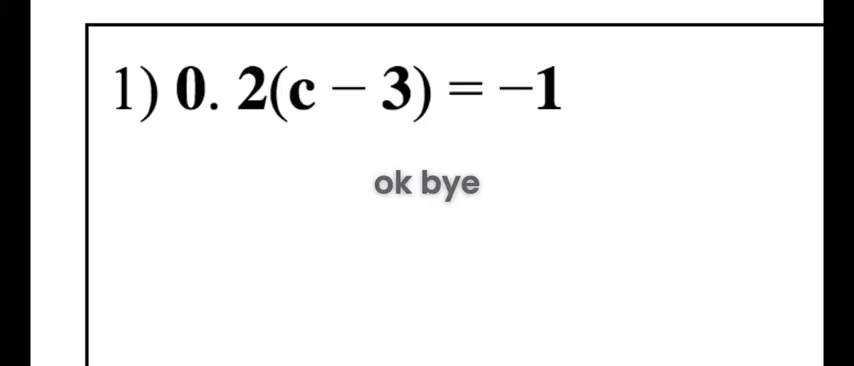 1) 0. 2(c − 3) = −1
ok bye